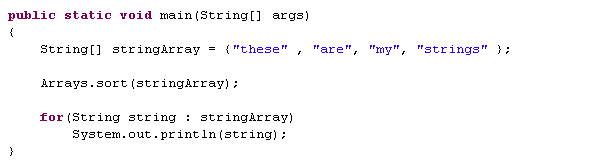 public static void main(String[] args)
{
    String[] stringArray = {"these" , "are", "my", "strings" };
    Arrays.sort(stringArray);
    for(String string : stringArray)
        System.out.println(string);
}